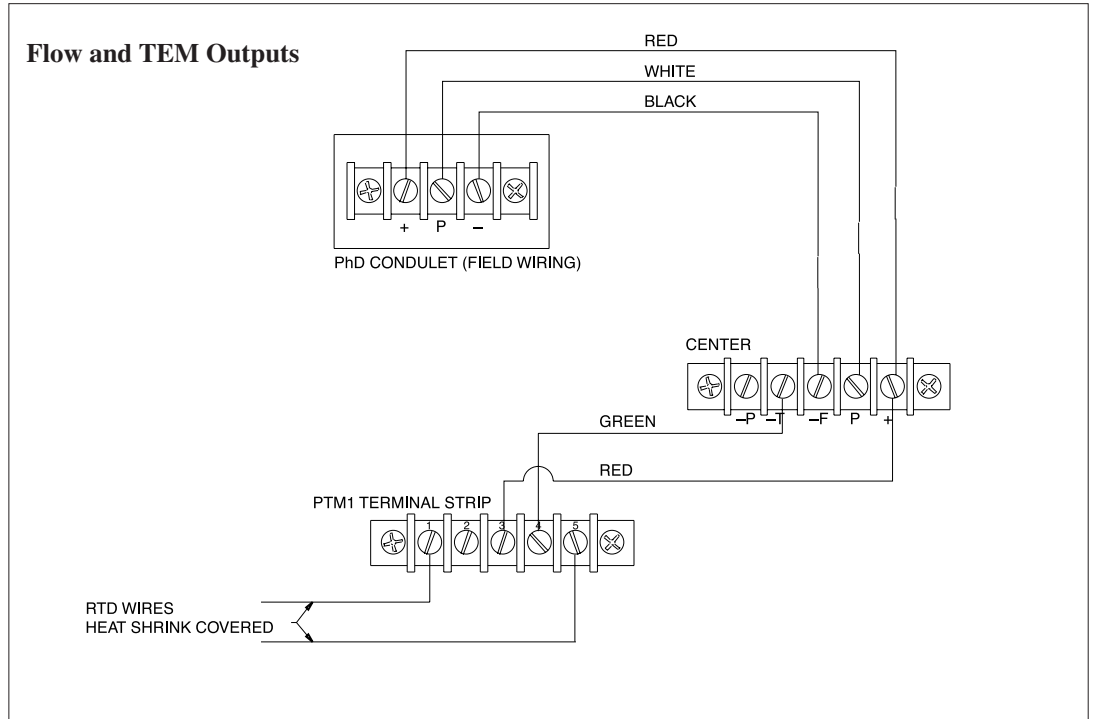 Flow and TEM Outputs
RED
WHITE
BLACK
+ P –
PhD CONDULET (FIELD WIRING)
CENTER
–P –T –F P +
GREEN
RED
PTM1 TERMINAL STRIP
1 2 3 4 5
RTD WIRES
HEAT SHRINK COVERED